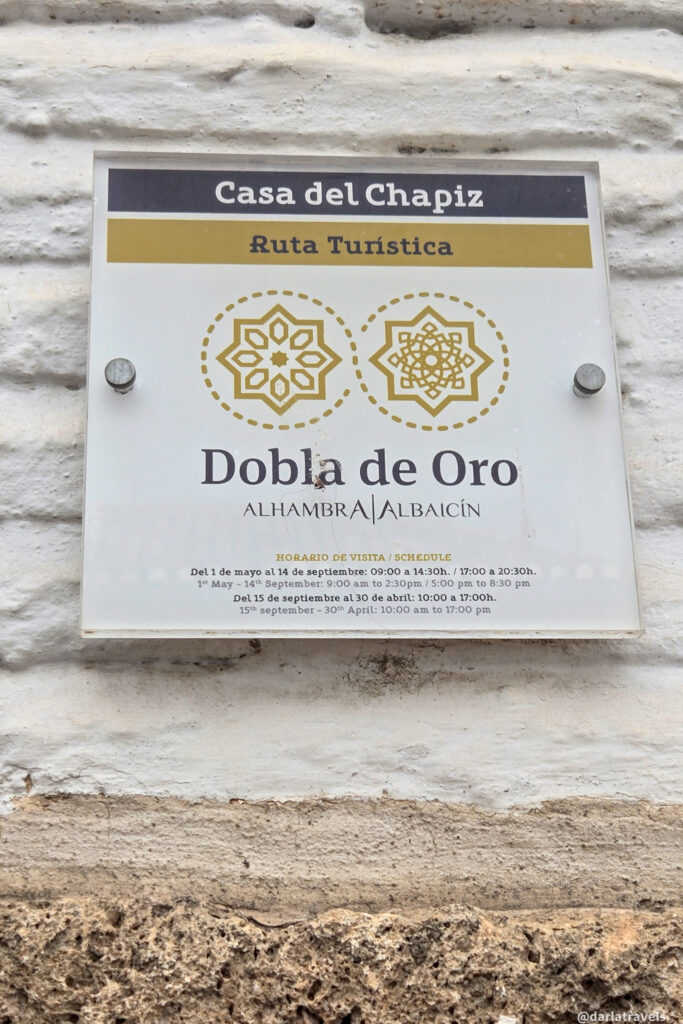 Casa del Chapiz
Ruta Turística
Dobla de Oro
ALHAMBRA|ALBAICÍN
HORARIO DE VISITA / SCHEDULE
Del 1 de mayo al 14 de septiembre: 09:00 a 14:30h. / 17:00 a 20:30h.
1st May - 14th September: 9:00 am to 2:30pm / 5:00 pm to 8:30 pm
Del 15 de septiembre al 30 de abril: 10:00 a 17:00h.
15th september - 30th April: 10:00 am to 17:00 pm
@darlatravels